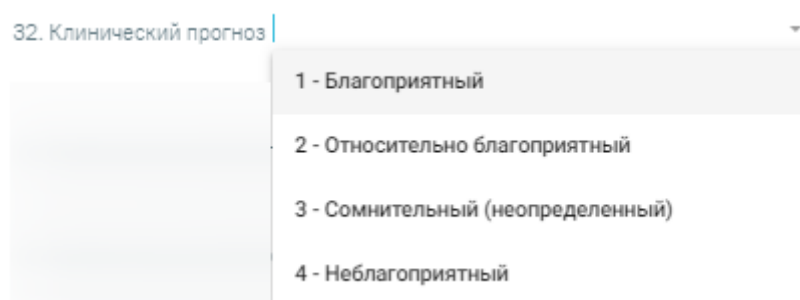 32. Клинический прогноз
1 - Благоприятный
2 - Относительно благоприятный
3 - Сомнительный (неопределенный)
4 - Неблагоприятный